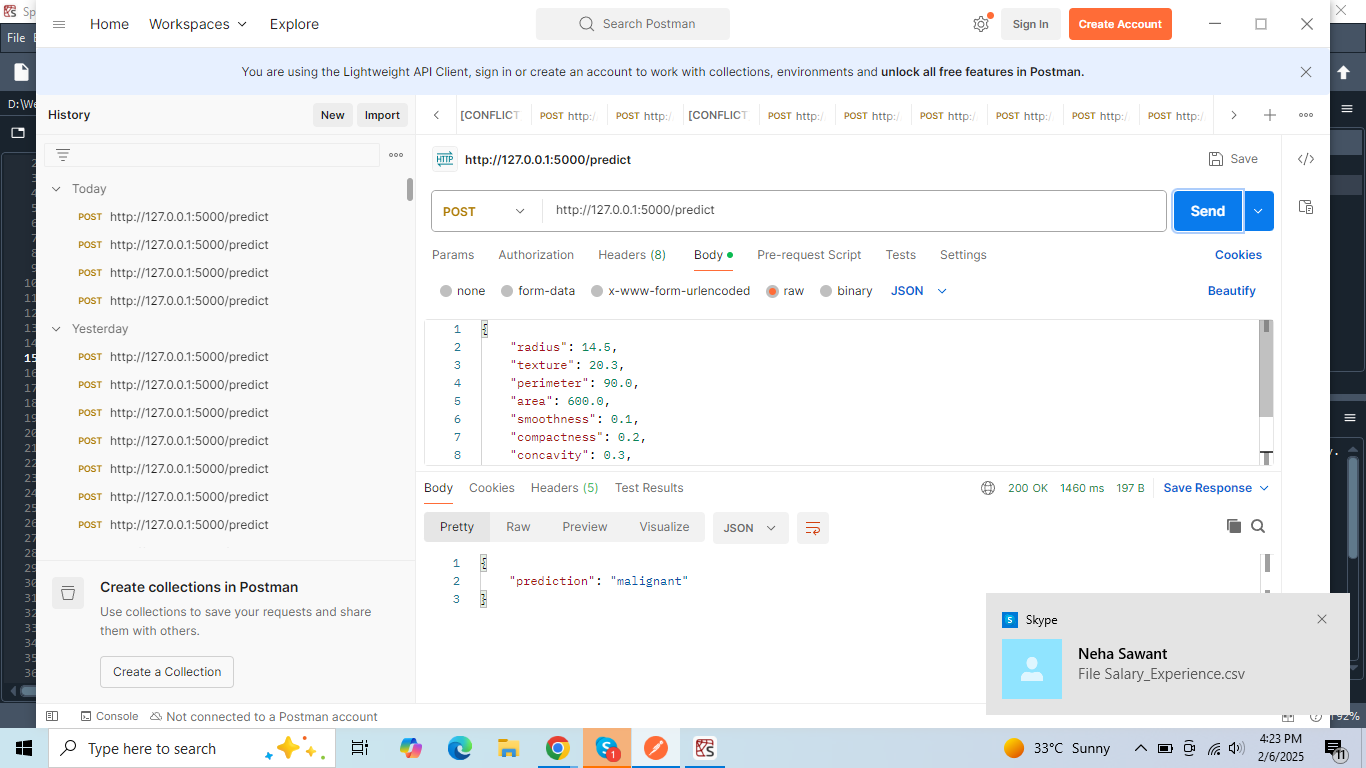 Sp
File
D:\We
Home Workspaces Explore
Search Postman
Sign In
Create Account
You are using the Lightweight API Client, sign in or create an account to work with collections, environments and unlock all free features in Postman.
History
New
Import
[CONFLICT POST http:/ POST http:/ [CONFLICT POST http:/ POST http:/ POST http:/ POST http:/ POST http:/ POST http:/
HTTP http://127.0.0.1:5000/predict
Save
Today
POST http://127.0.0.1:5000/predict
POST http://127.0.0.1:5000/predict
POST http://127.0.0.1:5000/predict
POST http://127.0.0.1:5000/predict
Yesterday
POST http://127.0.0.1:5000/predict
POST http://127.0.0.1:5000/predict
POST http://127.0.0.1:5000/predict
POST http://127.0.0.1:5000/predict
POST http://127.0.0.1:5000/predict
POST http://127.0.0.1:5000/predict
POST http://127.0.0.1:5000/predict
Create collections in Postman
Use collections to save your requests and share
them with others.
Create a Collection
POST http://127.0.0.1:5000/predict
Send
Params Authorization Headers (8) Body Pre-request Script Tests Settings
Cookies
none form-data x-www-form-urlencoded raw binary JSON
Beautify
1 {
2 "radius": 14.5,
3 "texture": 20.3,
4 "perimeter": 90.0,
5 "area": 600.0,
6 "smoothness": 0.1,
7 "compactness": 0.2,
8 "concavity": 0.3,
Body Cookies Headers (5) Test Results
200 OK 1460 ms 197 B Save Response
Pretty Raw Preview Visualize JSON
1 {
2 "prediction": "malignant"
3 }
Skype
Neha Sawant
File Salary_Experience.csv
Console Not connected to a Postman account
92%
Type here to search
1
33°C Sunny
4:23 PM
2/6/2025
11